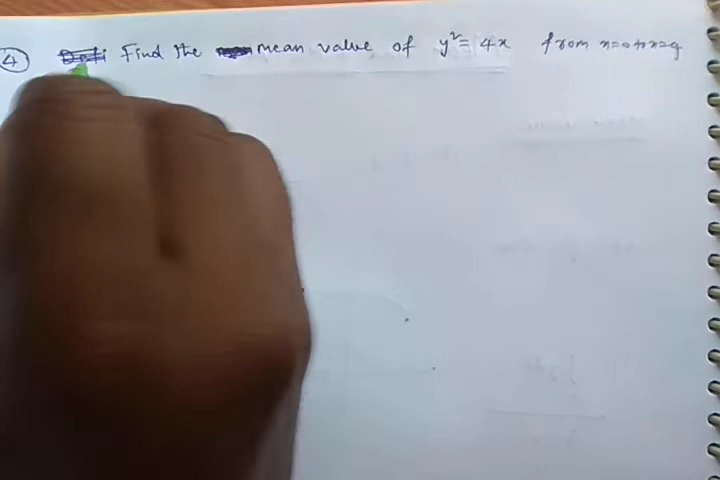 4 Find the mean value of y² = 4x from x=0 to x=9